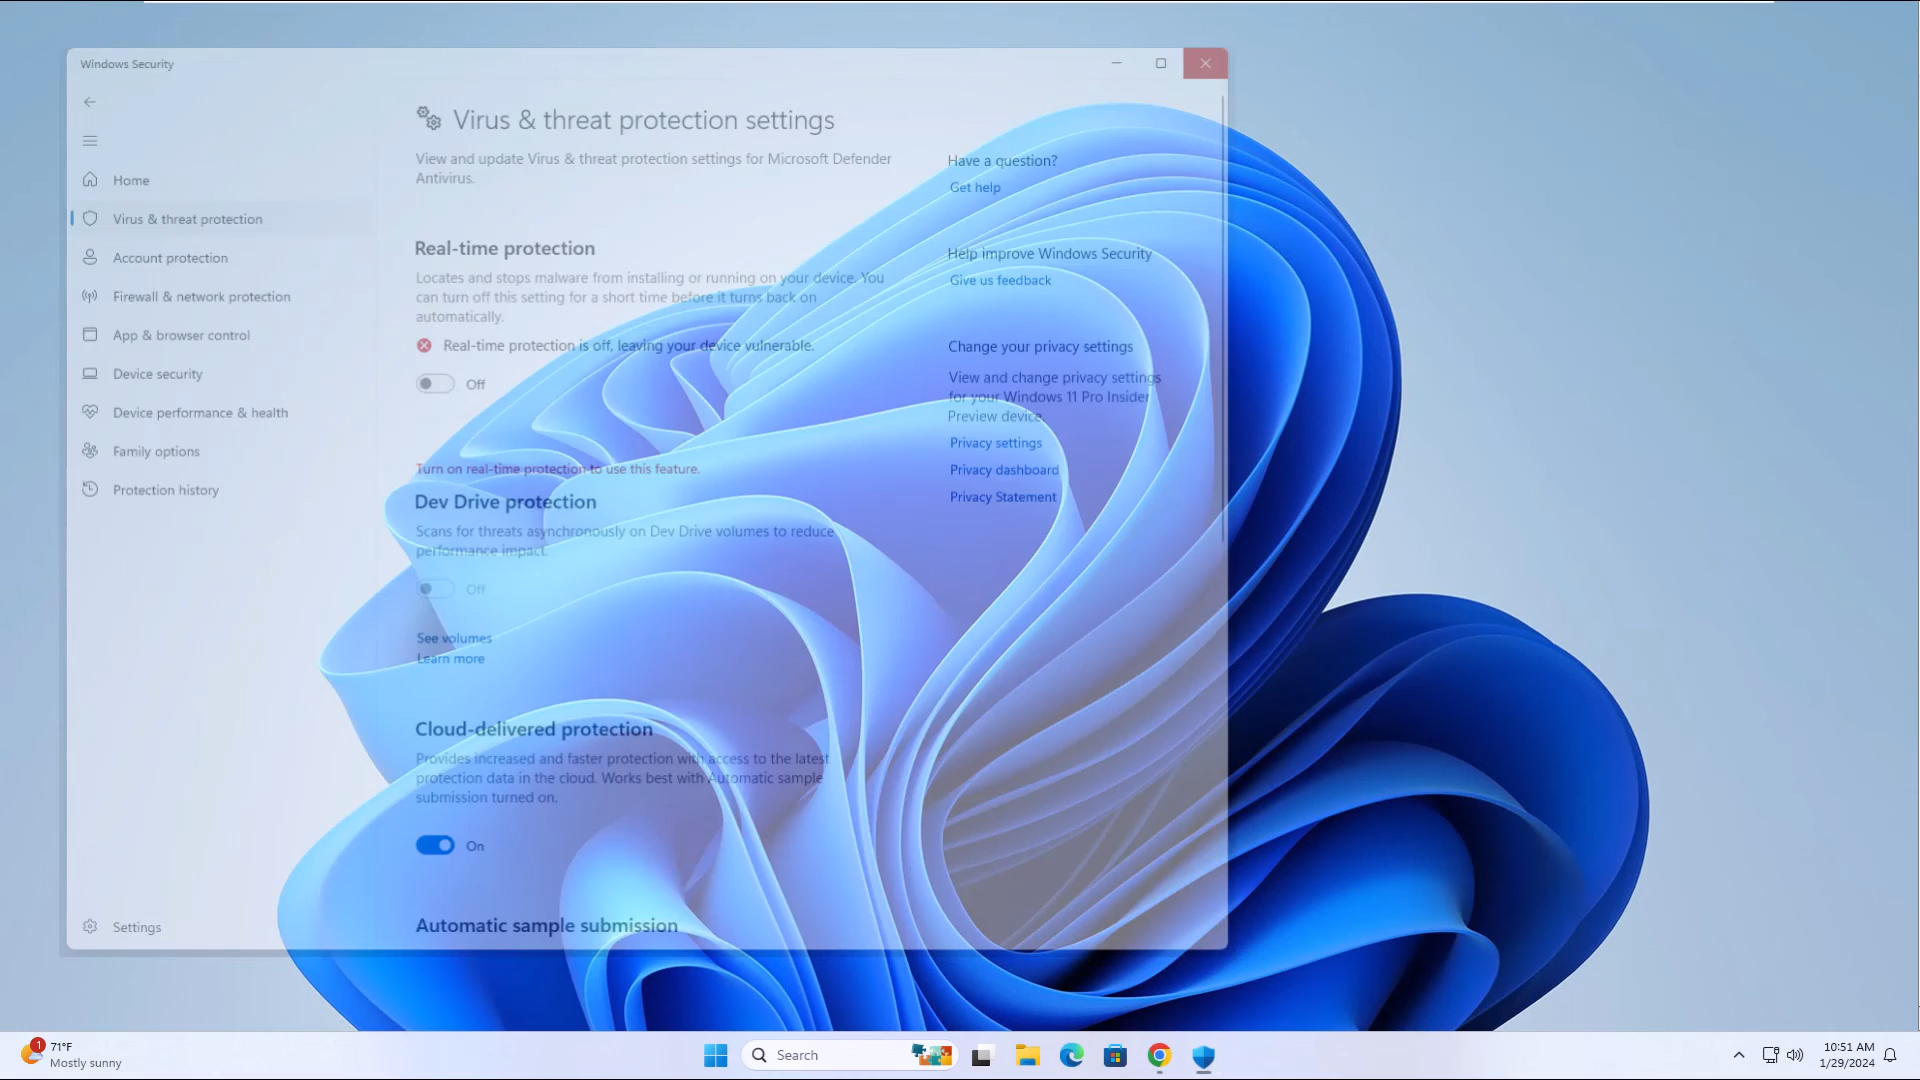 Windows Security
Virus & threat protection settings
View and update Virus & threat protection settings for Microsoft Defender
Antivirus.
Home
Virus & threat protection
Account protection
Firewall & network protection
App & browser control
Device security
Device performance & health
Family options
Protection history
Settings
Real-time protection
Locates and stops malware from installing or running on your device. You
can turn off this setting for a short time before it turns back on
automatically.
Real-time protection is off, leaving your device vulnerable.
Off
Turn on real-time protection to use this feature.
Dev Drive protection
Scans for threats asynchronously on Dev Drive volumes to reduce
performance impact.
Off
See volumes
Learn more
Cloud-delivered protection
Provides increased and faster protection with access to the latest
protection data in the cloud. Works best with Automatic sample
submission turned on.
On
Automatic sample submission
Have a question?
Get help
Help improve Windows Security
Give us feedback
Change your privacy settings
View and change privacy settings
for your Windows 11 Pro Insider
Preview device.
Privacy settings
Privacy dashboard
Privacy Statement
1
71°F
Mostly sunny
Search
10:51 AM
1/29/2024